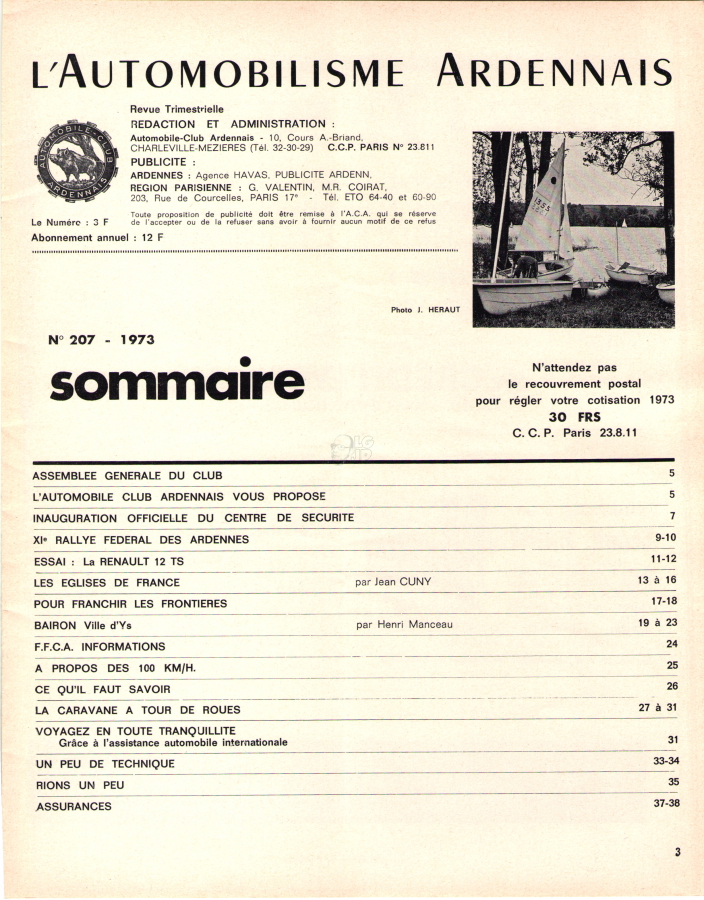 L'AUTOMOBILISME ARDENNAIS
Revue Trimestrielle
REDACTION ET ADMINISTRATION :
Automobile-Club Ardennais - 10, Cours A.-Briand,
CHARLEVILLE-MEZIERES (Tél. 32-30-29) C.C.P. PARIS N° 23.811
PUBLICITE :
ARDENNES : Agence HAVAS, PUBLICITE ARDENN,
REGION PARISIENNE : G. VALENTIN, M.R. COIRAT,
203, Rue de Courcelles, PARIS 17e - Tél. ETO 64-40 et 60-90
Toute proposition de publicité doit être remise à l'A.C.A. qui se réserve
de l'accepter ou de la refuser sans avoir à fournir aucun motif de ce refus
AUTOMOBILE-CLUB
ARDENNAIS
Le Numéro : 3 F
Abonnement annuel : 12 F
1355
Photo J. HERAUT
N° 207 - 1973
sommaire
N'attendez pas
le recouvrement postal
pour régler votre cotisation 1973
30 FRS
C. C. P. Paris 23.8.11
ASSEMBLEE GENERALE DU CLUB 5
L'AUTOMOBILE CLUB ARDENNAIS VOUS PROPOSE 5
INAUGURATION OFFICIELLE DU CENTRE DE SECURITE 7
XIe RALLYE FEDERAL DES ARDENNES 9-10
ESSAI : La RENAULT 12 TS 11-12
LES EGLISES DE FRANCE par Jean CUNY 13 à 16
POUR FRANCHIR LES FRONTIERES 17-18
BAIRON Ville d'Ys par Henri Manceau 19 à 23
F.F.C.A. INFORMATIONS 24
A PROPOS DES 100 KM/H. 25
CE QU'IL FAUT SAVOIR 26
LA CARAVANE A TOUR DE ROUES 27 à 31
VOYAGEZ EN TOUTE TRANQUILLITE
Grâce à l'assistance automobile internationale 31
UN PEU DE TECHNIQUE 33-34
RIONS UN PEU 35
ASSURANCES 37-38
3